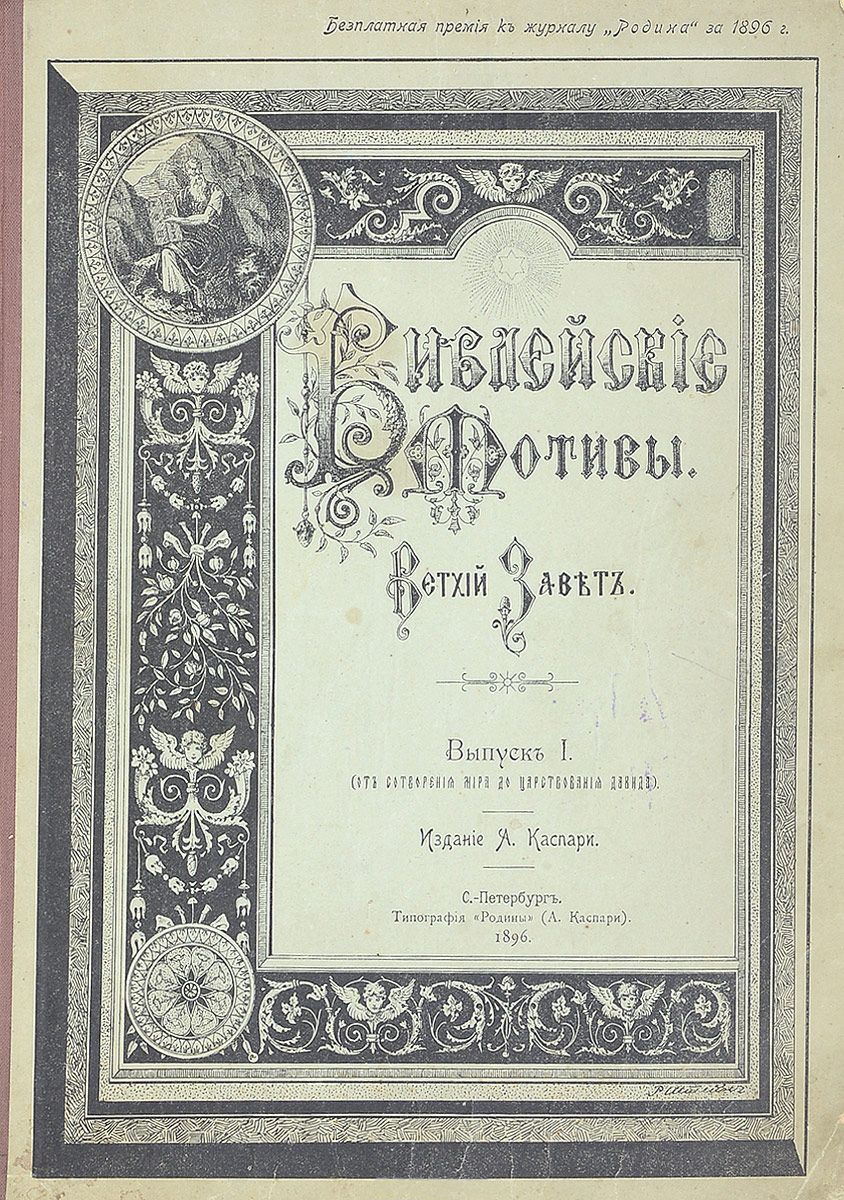 Безплатная премія къ журналу „Родина“ за 1896 г.
Библейскіе
Мотивы.
Ветхій Завѣтъ.
Выпускъ I.
(отъ сотворенія міра до царствованія Давида).
Изданіе А. Каспари.
С.-Петербургъ.
Типографія «Родины» (А. Каспари).
1896.